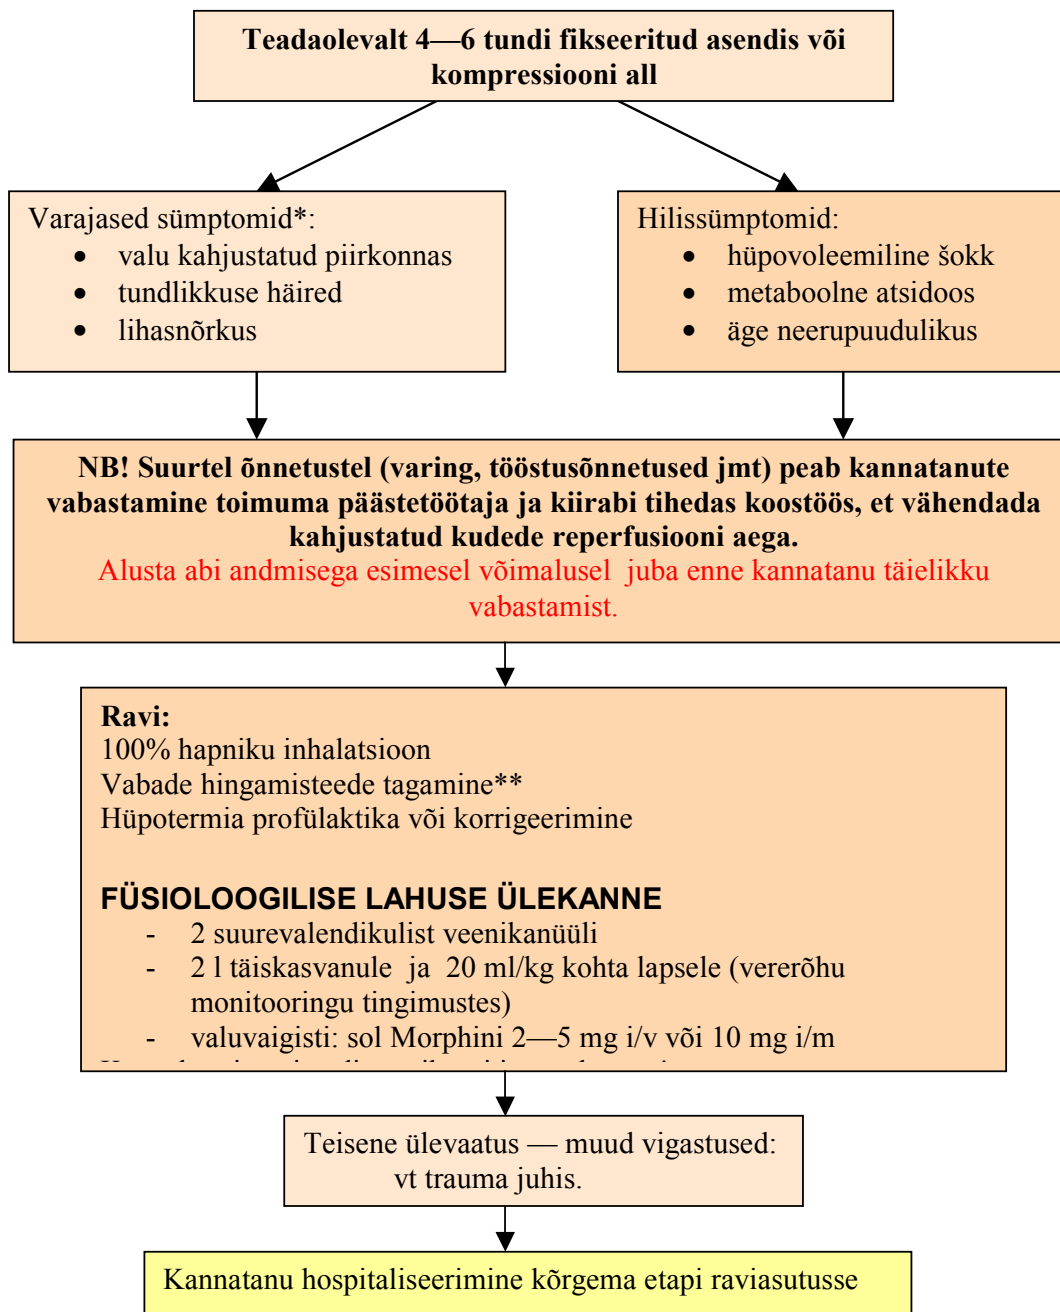 Teadaolevalt 4—6 tundi fikseeritud asendis või
kompressiooni all
Varajased sümptomid*:
• valu kahjustatud piirkonnas
• tundlikkuse häired
• lihasnõrkus
Hilissümptomid:
• hüpovoleemiline šokk
• metaboolne atsidoos
• äge neerupuudulikus
NB! Suurtel õnnetustel (varing, tööstusõnnetused jmt) peab kannatanute
vabastamine toimuma päästetöötaja ja kiirabi tihedas koostöös, et vähendada
kahjustatud kudede reperfusiooni aega.
Alusta abi andmisega esimesel võimalusel juba enne kannatanu täielikku
vabastamist.
Ravi:
100% hapniku inhalatsioon
Vabade hingamisteede tagamine**
Hüpotermia profülaktika või korrigeerimine
FÜSIOLOOGILISE LAHUSE ÜLEKANNE
- 2 suurevalendikulist veenikanüüli
- 2 l täiskasvanule ja 20 ml/kg kohta lapsele (vererõhu
monitooringu tingimustes)
- valuvaigisti: sol Morphini 2—5 mg i/v või 10 mg i/m
Teisene ülevaatus — muud vigastused:
vt trauma juhis.
Kannatanu hospitaliseerimine kõrgema etapi raviasutusse